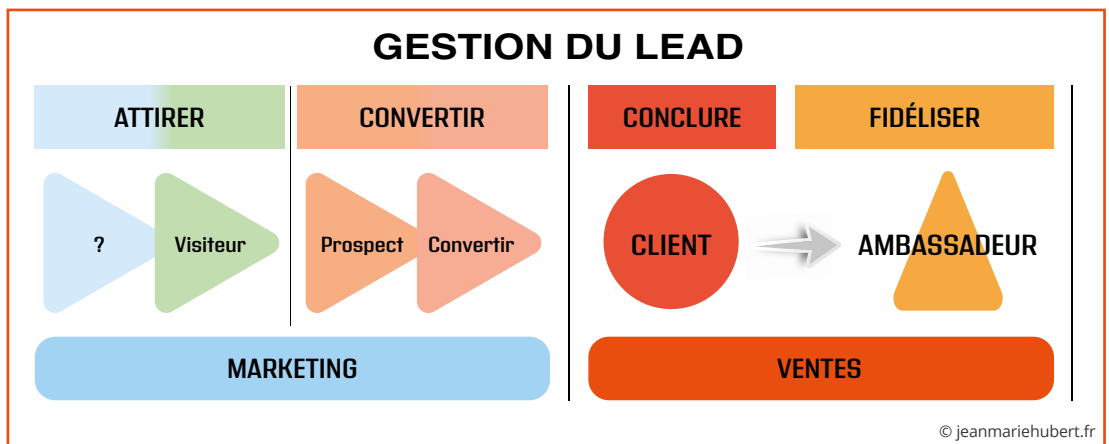 GESTION DU LEAD
ATTIRER
CONVERTIR
CONCLURE
FIDÉLISER
?
Visiteur
Prospect
Convertir
CLIENT
AMBASSADEUR
MARKETING
VENTES
© jeanmariehubert.fr